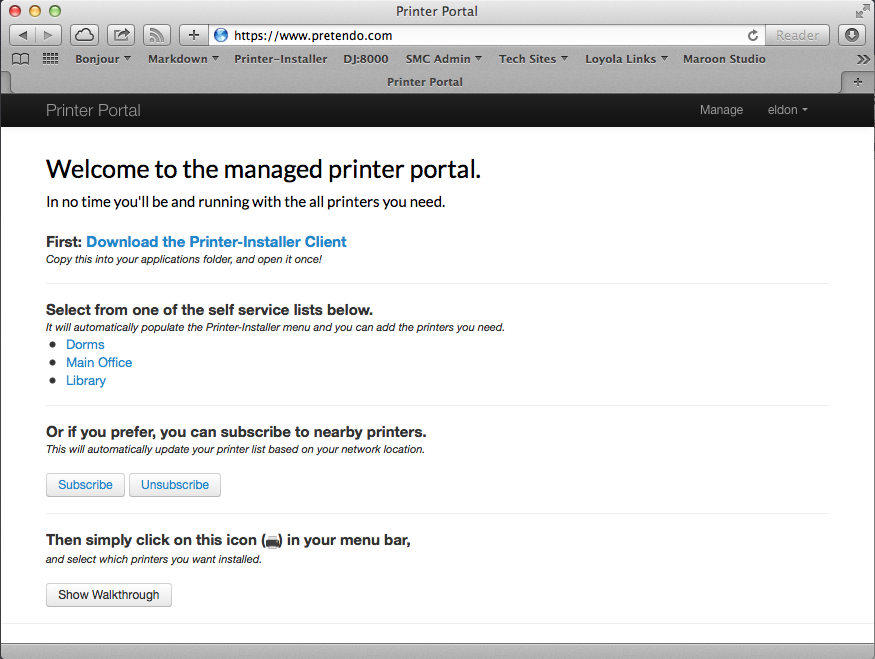 Printer Portal
https://www.pretendo.com
Reader
Bonjour Markdown Printer-Installer DJ:8000 SMC Admin Tech Sites Loyola Links Maroon Studio
Printer Portal
Printer Portal Manage eldon
Welcome to the managed printer portal.
In no time you'll be and running with the all printers you need.
First: Download the Printer-Installer Client
Copy this into your applications folder, and open it once!
Select from one of the self service lists below.
It will automatically populate the Printer-Installer menu and you can add the printers you need.
Dorms
Main Office
Library
Or if you prefer, you can subscribe to nearby printers.
This will automatically update your printer list based on your network location.
Subscribe Unsubscribe
Then simply click on this icon () in your menu bar,
and select which printers you want installed.
Show Walkthrough